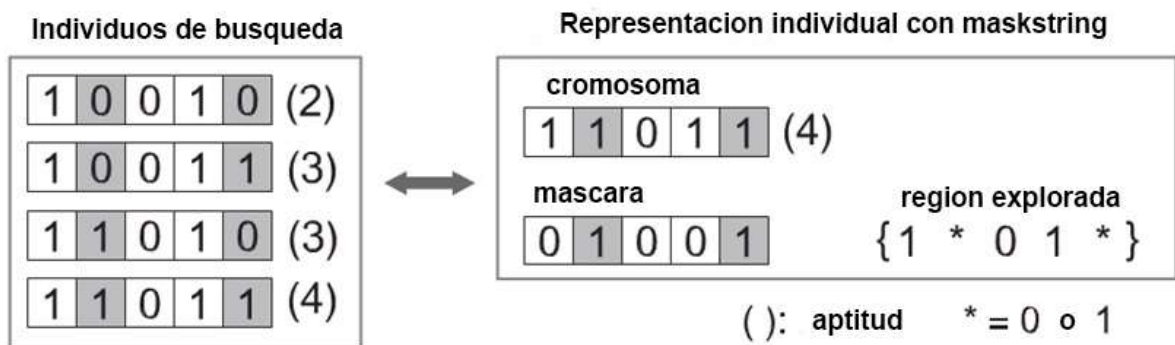 Individuos de busqueda
1 0 0 1 0 (2)
1 0 0 1 1 (3)
1 1 0 1 0 (3)
1 1 0 1 1 (4)
Representacion individual con maskstring
cromosoma
1 1 0 1 1 (4)
mascara
0 1 0 0 1
region explorada
{1 * 0 1 *}
( ): aptitud * = 0 o 1